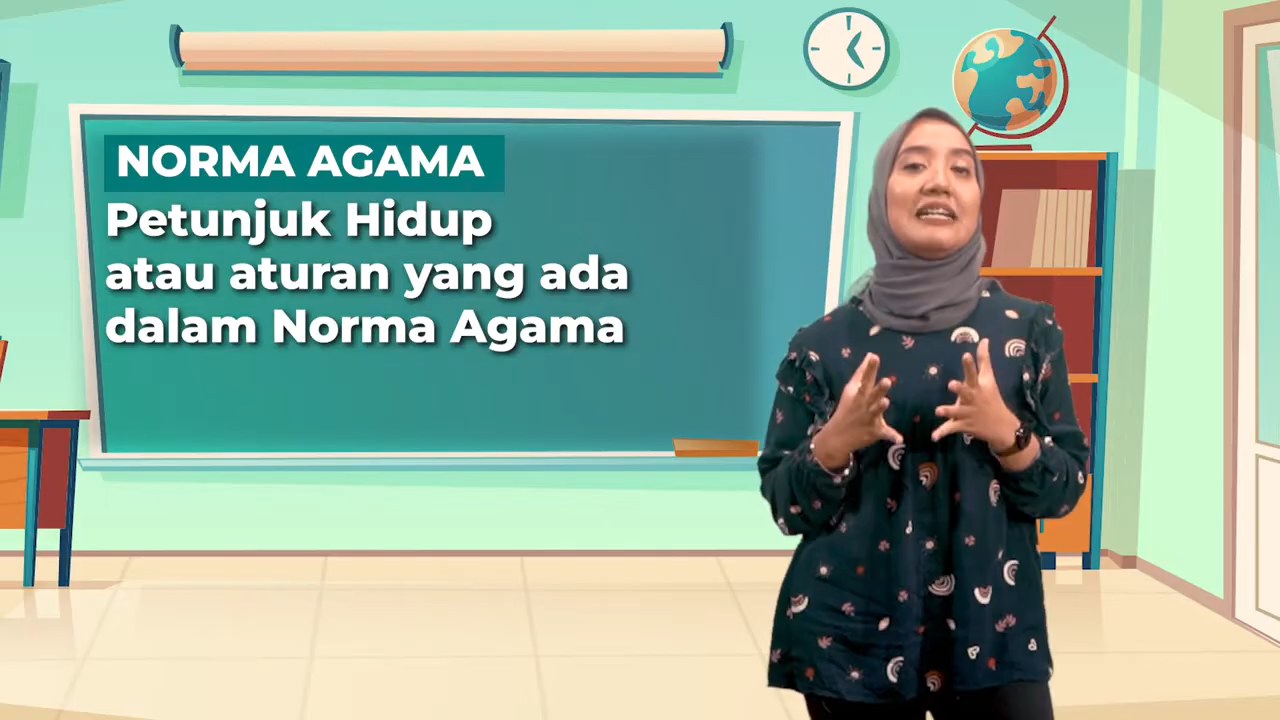 NORMA AGAMA
Petunjuk Hidup
atau aturan yang ada
dalam Norma Agama